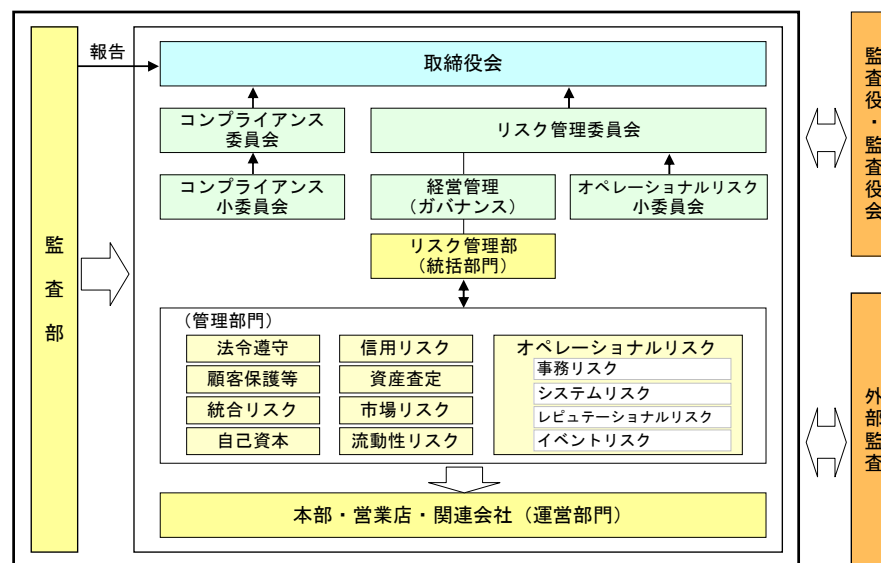 報告
取締役会
コンプライアンス
委員会
リスク管理委員会
コンプライアンス
小委員会
経営管理
（ガバナンス）
オペレーショナルリスク
小委員会
リスク管理部
（統括部門）
監査部
（管理部門）
法令遵守
信用リスク
オペレーショナルリスク
顧客保護等
資産査定
事務リスク
統合リスク
市場リスク
システムリスク
自己資本
流動性リスク
レピュテーショナルリスク
イベントリスク
本部・営業店・関連会社（運営部門）
監査役・監査役会
外部監査